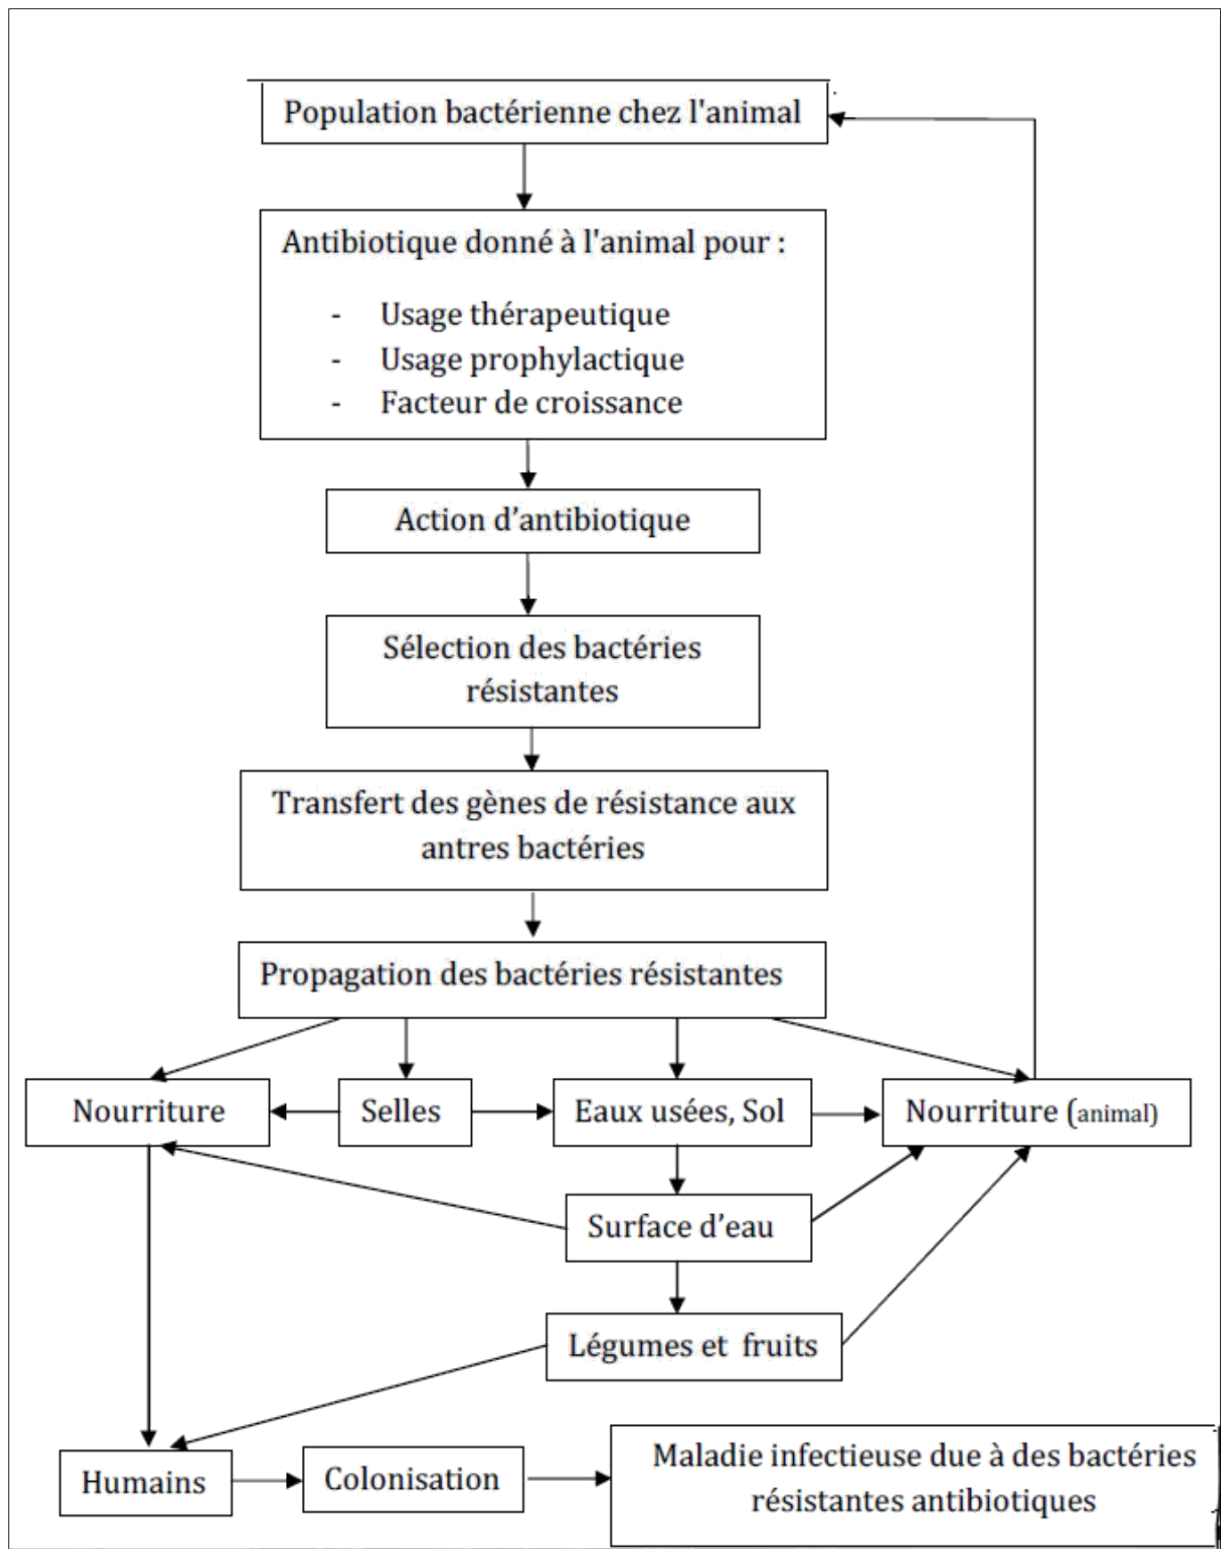 Population bactérienne chez l'animal
Antibiotique donné à l'animal pour :
- Usage thérapeutique
- Usage prophylactique
- Facteur de croissance
Action d’antibiotique
Sélection des bactéries
résistantes
Transfert des gènes de résistance aux
antres bactéries
Propagation des bactéries résistantes
Nourriture
Selles
Eaux usées, Sol
Nourriture (animal)
Surface d’eau
Légumes et fruits
Humains
Colonisation
Maladie infectieuse due à des bactéries
résistantes antibiotiques